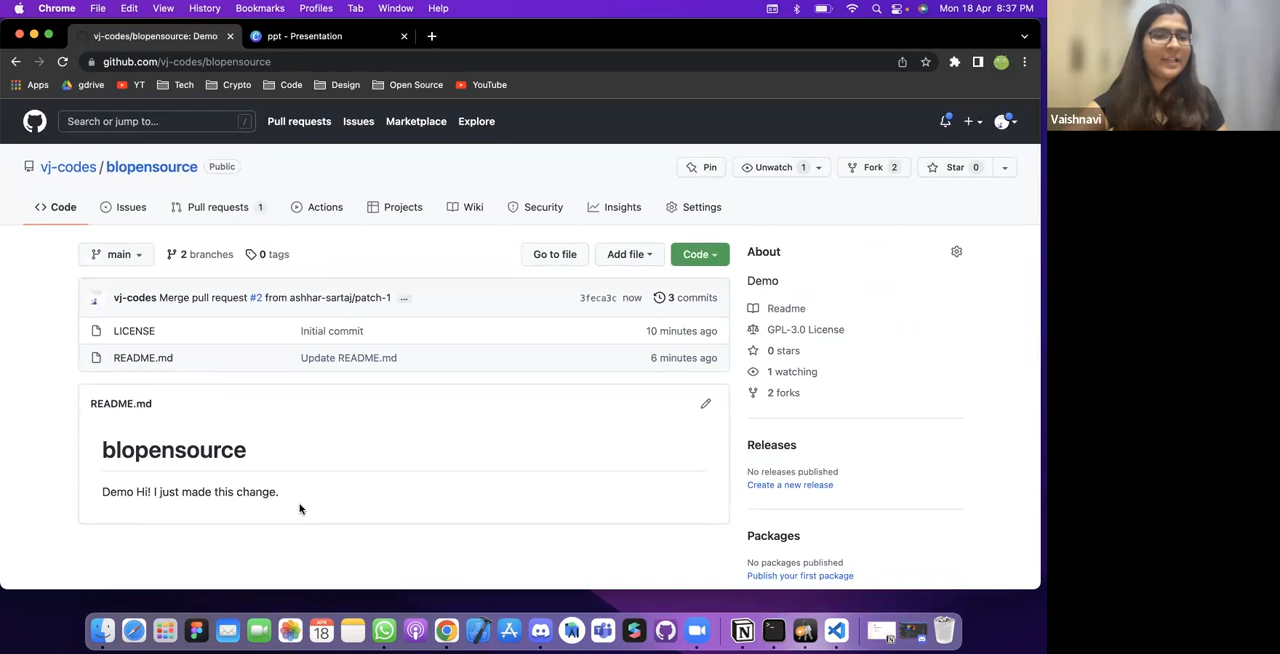 Chrome File Edit View History Bookmarks Profiles Tab Window Help Mon 18 Apr 8:37 PM
vj-codes/blopensource: Demo ppt - Presentation
github.com/vj-codes/blopensource
Apps gdrive YT Tech Crypto Code Design Open Source YouTube
Vaishnavi
Search or jump to... / Pull requests Issues Marketplace Explore
vj-codes / blopensource Public Pin Unwatch 1 Fork 2 Star 0
<> Code Issues Pull requests 1 Actions Projects Wiki Security Insights Settings
main 2 branches 0 tags Go to file Add file Code
About
Demo
vj-codes Merge pull request #2 from ashhar-sartaj/patch-1 ... 3feca3c now 3 commits
LICENSE Initial commit 10 minutes ago
README.md Update README.md 6 minutes ago
Readme
GPL-3.0 License
0 stars
1 watching
2 forks
README.md
blopensource
Demo Hi! I just made this change.
Releases
No releases published
Create a new release
Packages
No packages published
Publish your first package
APR
18